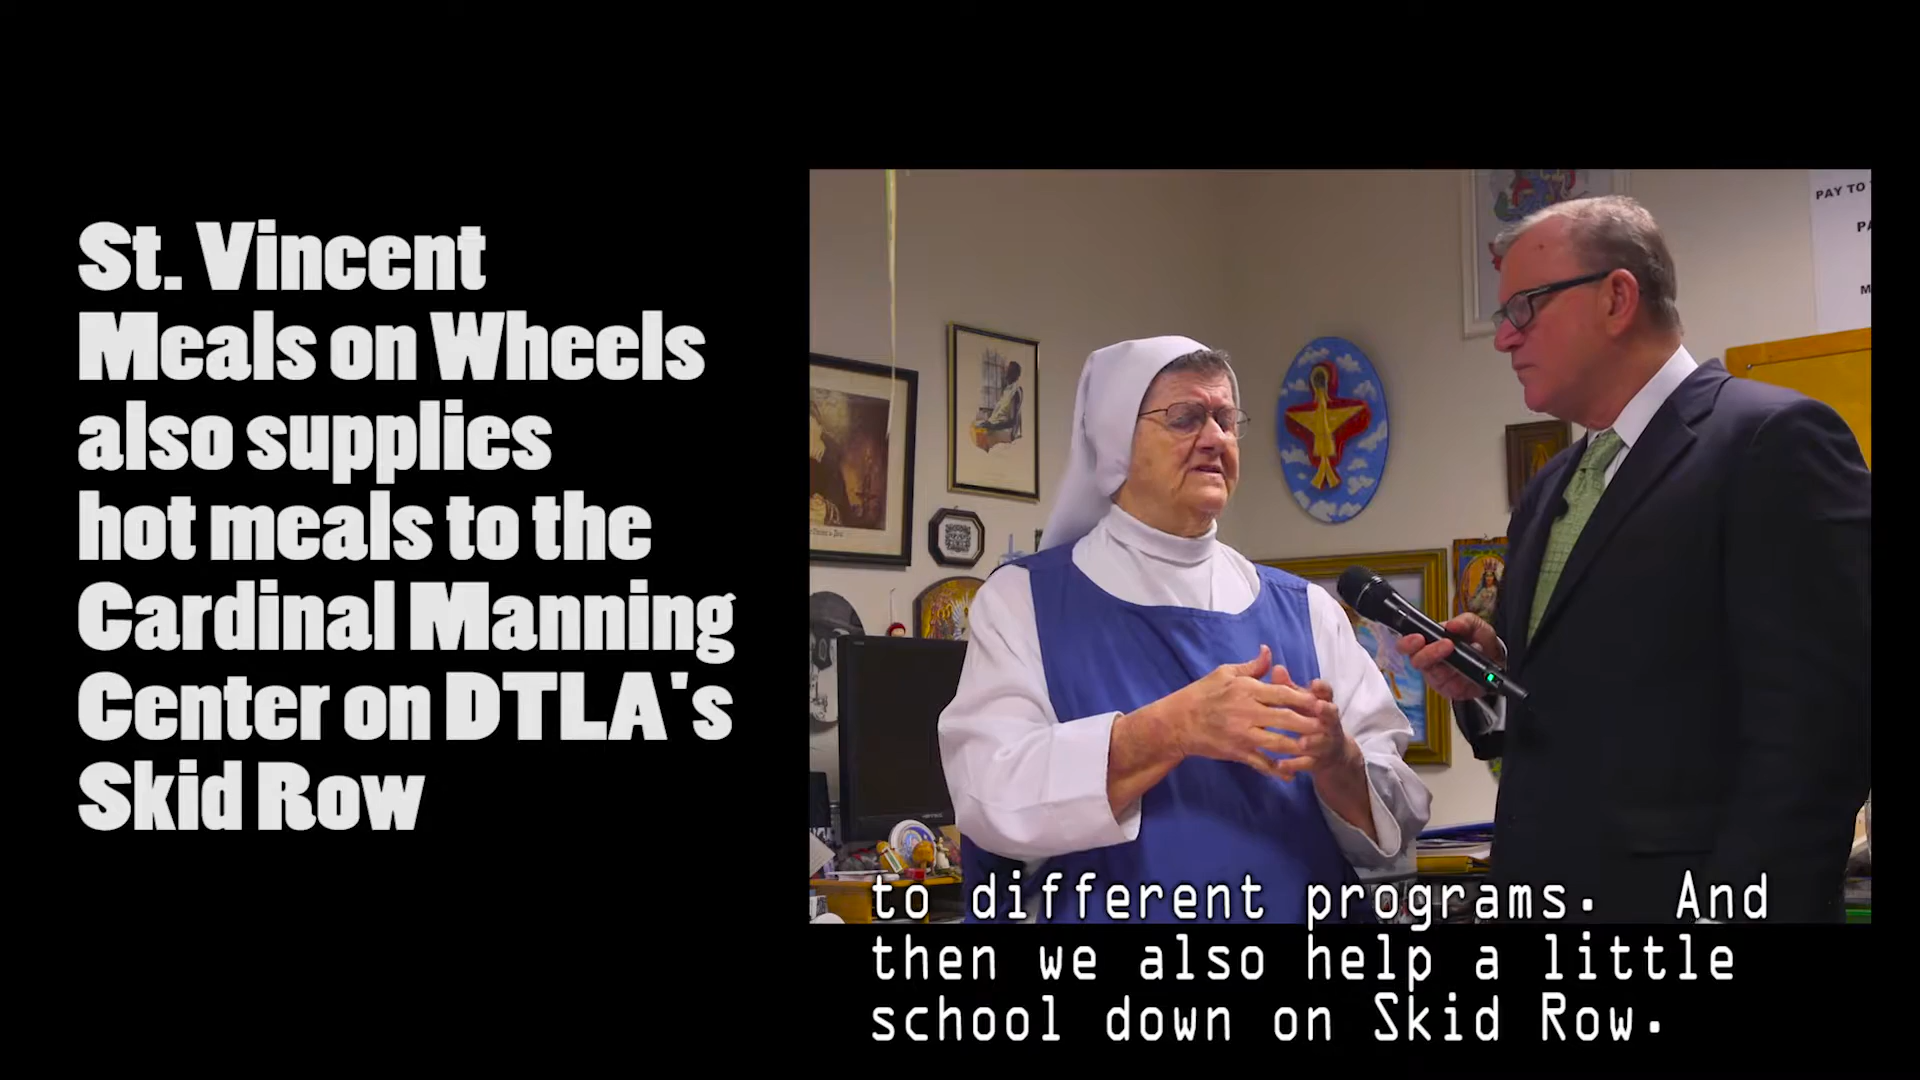 St. Vincent
Meals on Wheels
also supplies
hot meals to the
Cardinal Manning
Center on DTLA's
Skid Row
PAY TO
to different programs. And
then we also help a little
school down on Skid Row.